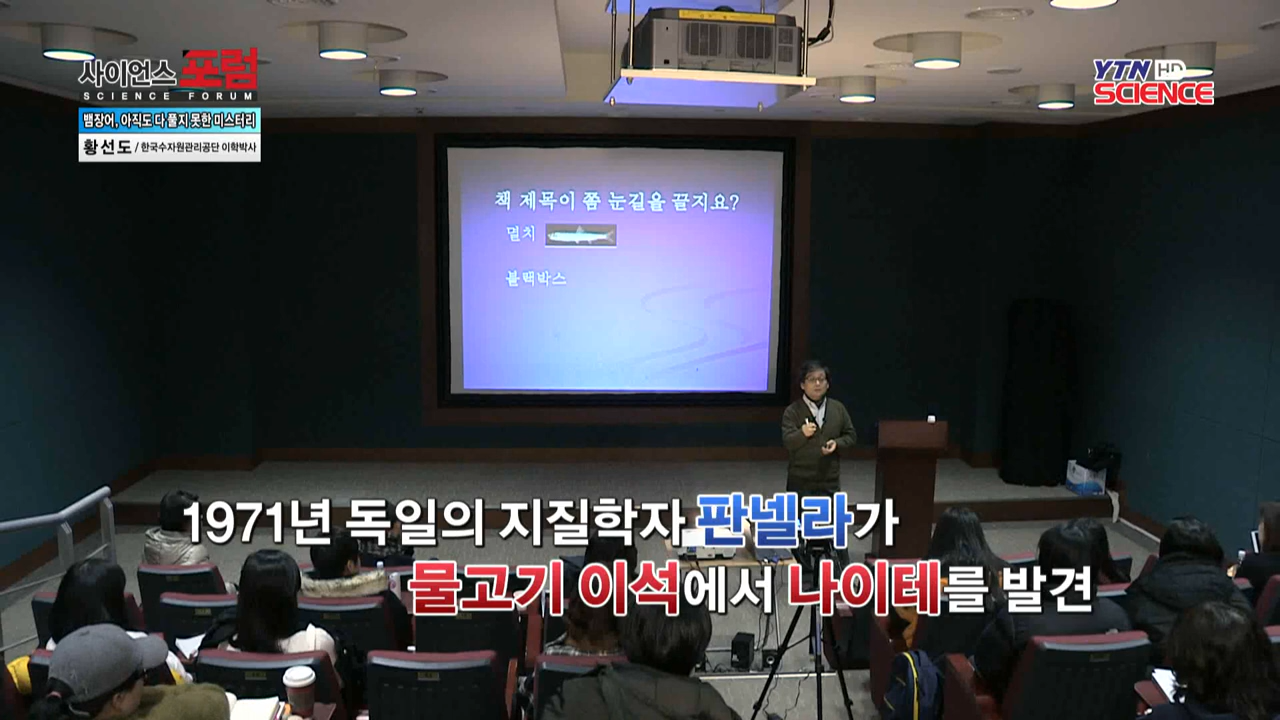 사이언스 포럼
SCIENCE FORUM
뱀장어, 아직도 다 풀지 못한 미스터리
황선도 / 한국수자원관리공단 이학박사
YTN HD
SCIENCE
책 제목이 쫌 눈길을 끌지요?
멸치
블랙박스
1971년 독일의 지질학자 판넬라가
물고기 이석에서 나이테를 발견